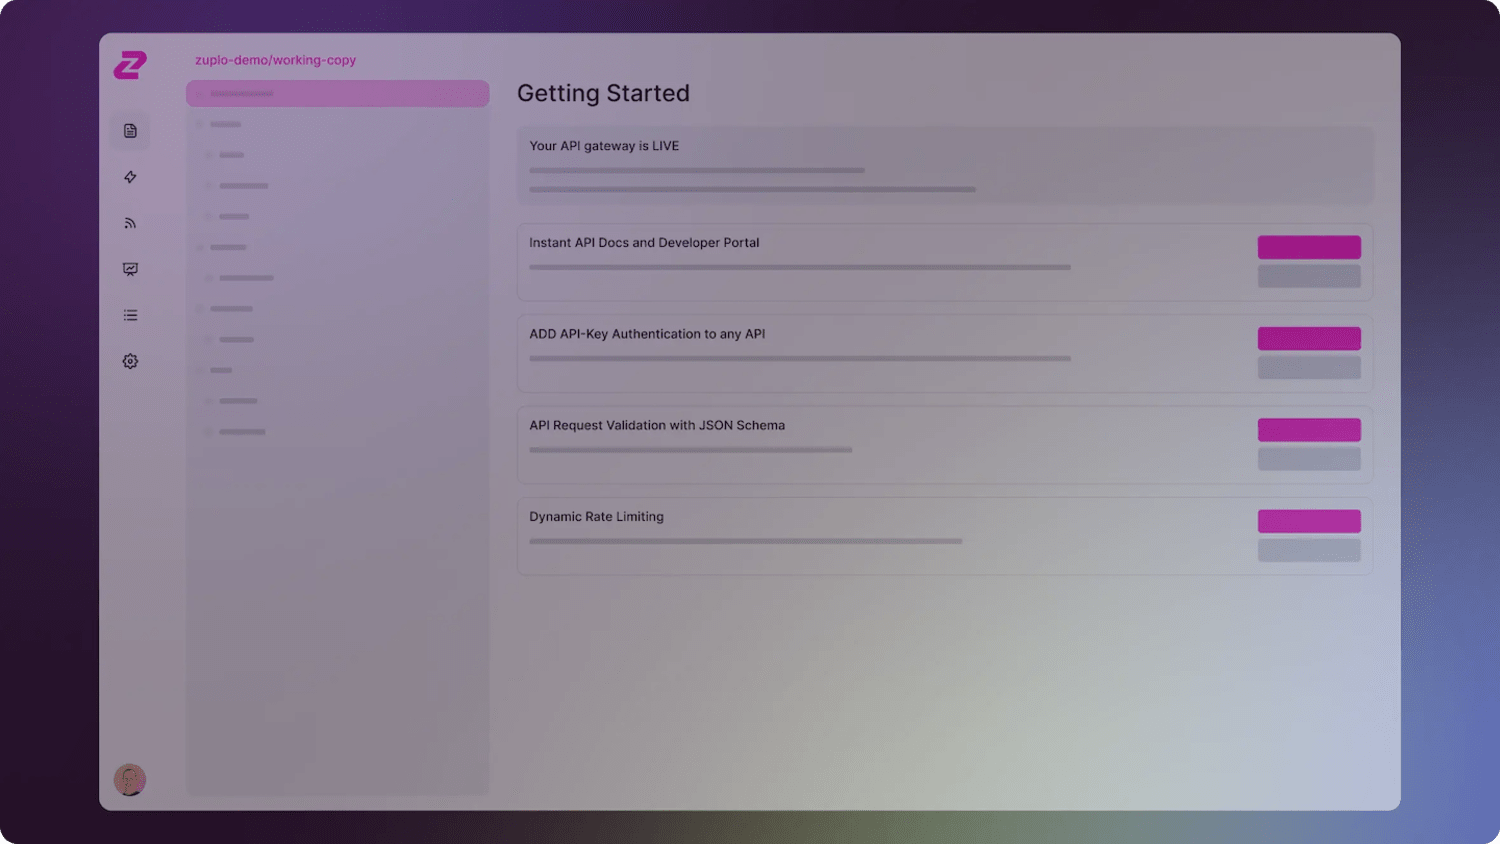 zuplo-demo/working-copy
Getting Started
Your API gateway is LIVE
Instant API Docs and Developer Portal
ADD API-Key Authentication to any API
API Request Validation with JSON Schema
Dynamic Rate Limiting